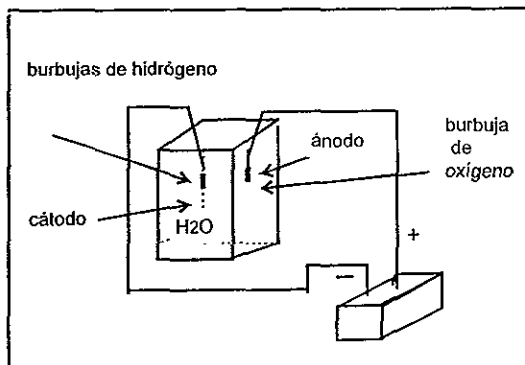 burbujas de hidrógeno
ánodo
burbuja
de
oxígeno
cátodo
H2O
+
−